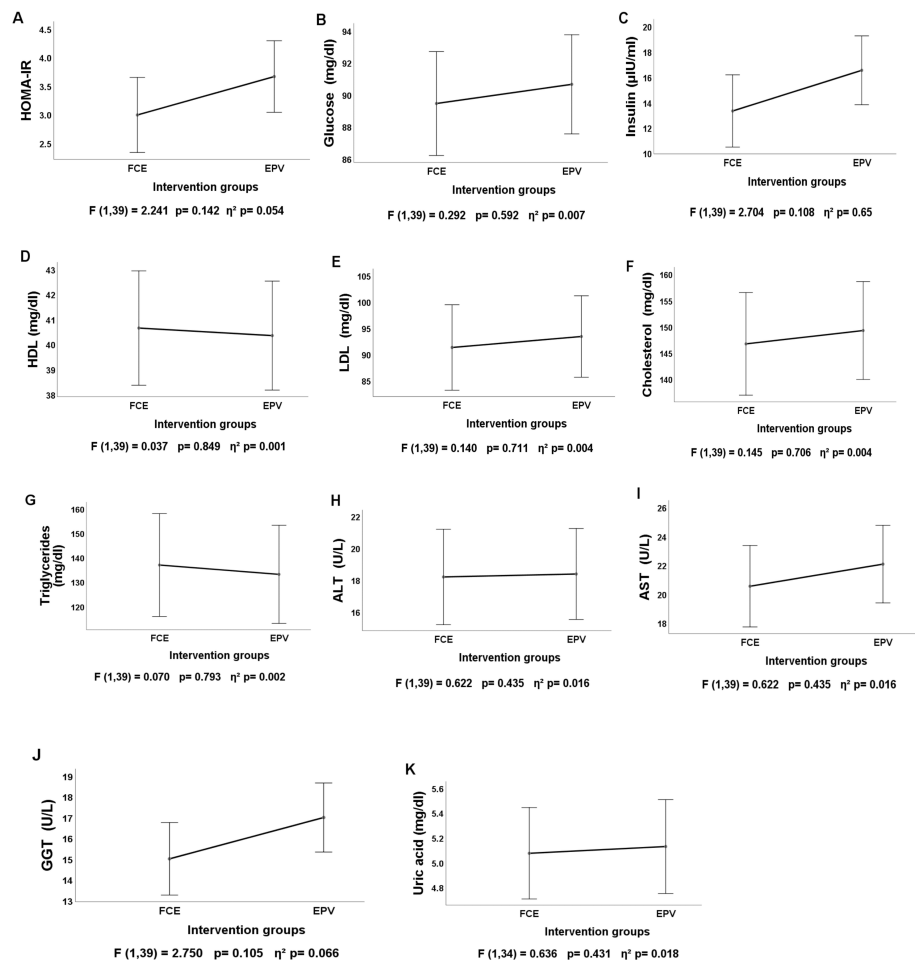 A
HOMA-IR
4.5
4.0
3.5
3.0
2.5
FCE EPV
Intervention groups
F (1,39) = 2.241 p= 0.142 η² p= 0.054
B
Glucose (mg/dl)
94
92
90
88
86
FCE EPV
Intervention groups
F (1,39) = 0.292 p= 0.592 η² p= 0.007
C
Insulin (µIU/ml)
20
18
16
14
12
10
FCE EPV
Intervention groups
F (1,39) = 2.704 p= 0.108 η² p= 0.65
D
HDL (mg/dl)
43
42
41
40
39
38
FCE EPV
Intervention groups
F (1,39) = 0.037 p= 0.849 η² p= 0.001
E
LDL (mg/dl)
105
100
95
90
85
FCE EPV
Intervention groups
F (1,39) = 0.140 p= 0.711 η² p= 0.004
F
Cholesterol (mg/dl)
160
155
150
145
140
FCE EPV
Intervention groups
F (1,39) = 0.145 p= 0.706 η² p= 0.004
G
Triglycerides
(mg/dl)
160
150
140
130
120
FCE EPV
Intervention groups
F (1,39) = 0.070 p= 0.793 η² p= 0.002
H
ALT (U/L)
22
20
18
16
FCE EPV
Intervention groups
F (1,39) = 0.622 p= 0.435 η² p= 0.016
I
AST (U/L)
26
24
22
20
18
FCE EPV
Intervention groups
F (1,39) = 0.622 p= 0.435 η² p= 0.016
J
GGT (U/L)
19
18
17
16
15
14
13
FCE EPV
Intervention groups
F (1,39) = 2.750 p= 0.105 η² p= 0.066
K
Uric acid (mg/dl)
5.6
5.4
5.2
5.0
4.8
FCE EPV
Intervention groups
F (1,34) = 0.636 p= 0.431 η² p= 0.018